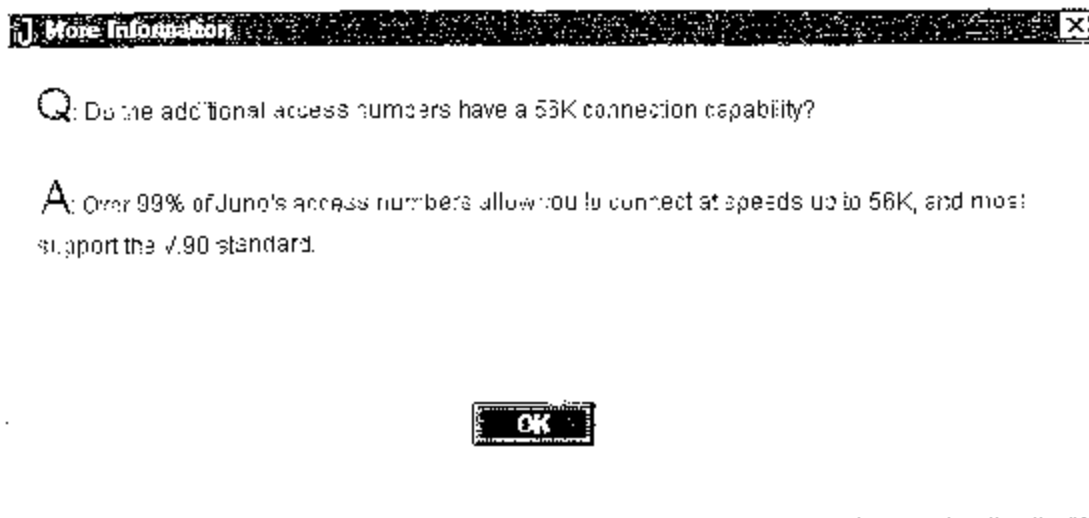 J More Information
Q: Do the additional access numbers have a 56K connection capability?
A: Over 99% of Juno's access numbers allow you to connect at speeds up to 56K, and most
support the V.90 standard.
OK